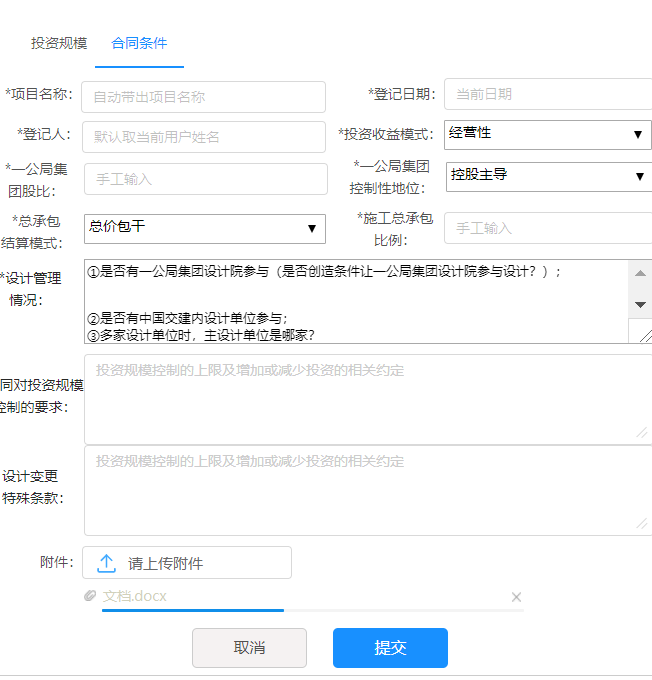 投资规模 合同条件
*项目名称: 自动带出项目名称 *登记日期: 当前日期
*登记人: 默认取当前用户姓名 *投资收益模式: 经营性
*一公局集
团股比: 手工输入 *一公局集团
控制性地位: 控股主导
*总承包
结算模式: 总价包干 *施工总承包
比例: 手工输入
*设计管理
情况:
①是否有一公局集团设计院参与（是否创造条件让一公局集团设计院参与设计？）;
②是否有中国交建内设计单位参与;
③多家设计单位时，主设计单位是哪家?
同对投资规模
控制的要求:
投资规模控制的上限及增加或减少投资的相关约定
设计变更
特殊条款:
投资规模控制的上限及增加或减少投资的相关约定
附件: 请上传附件
文档.docx
取消 提交